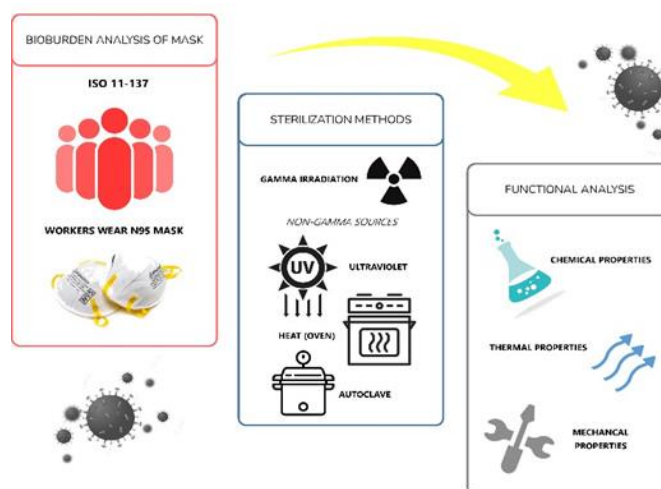 BIOBURDEN ANALYSIS OF MASK
ISO 11-137
WORKERS WEAR N95 MASK
STERILIZATION METHODS
GAMMA IRRADIATION
NON-GAMMA SOURCES
UV
ULTRAVIOLET
HEAT (OVEN)
AUTOCLAVE
FUNCTIONAL ANALYSIS
CHEMICAL PROPERTIES
THERMAL PROPERTIES
MECHANCAL
PROPERTIES